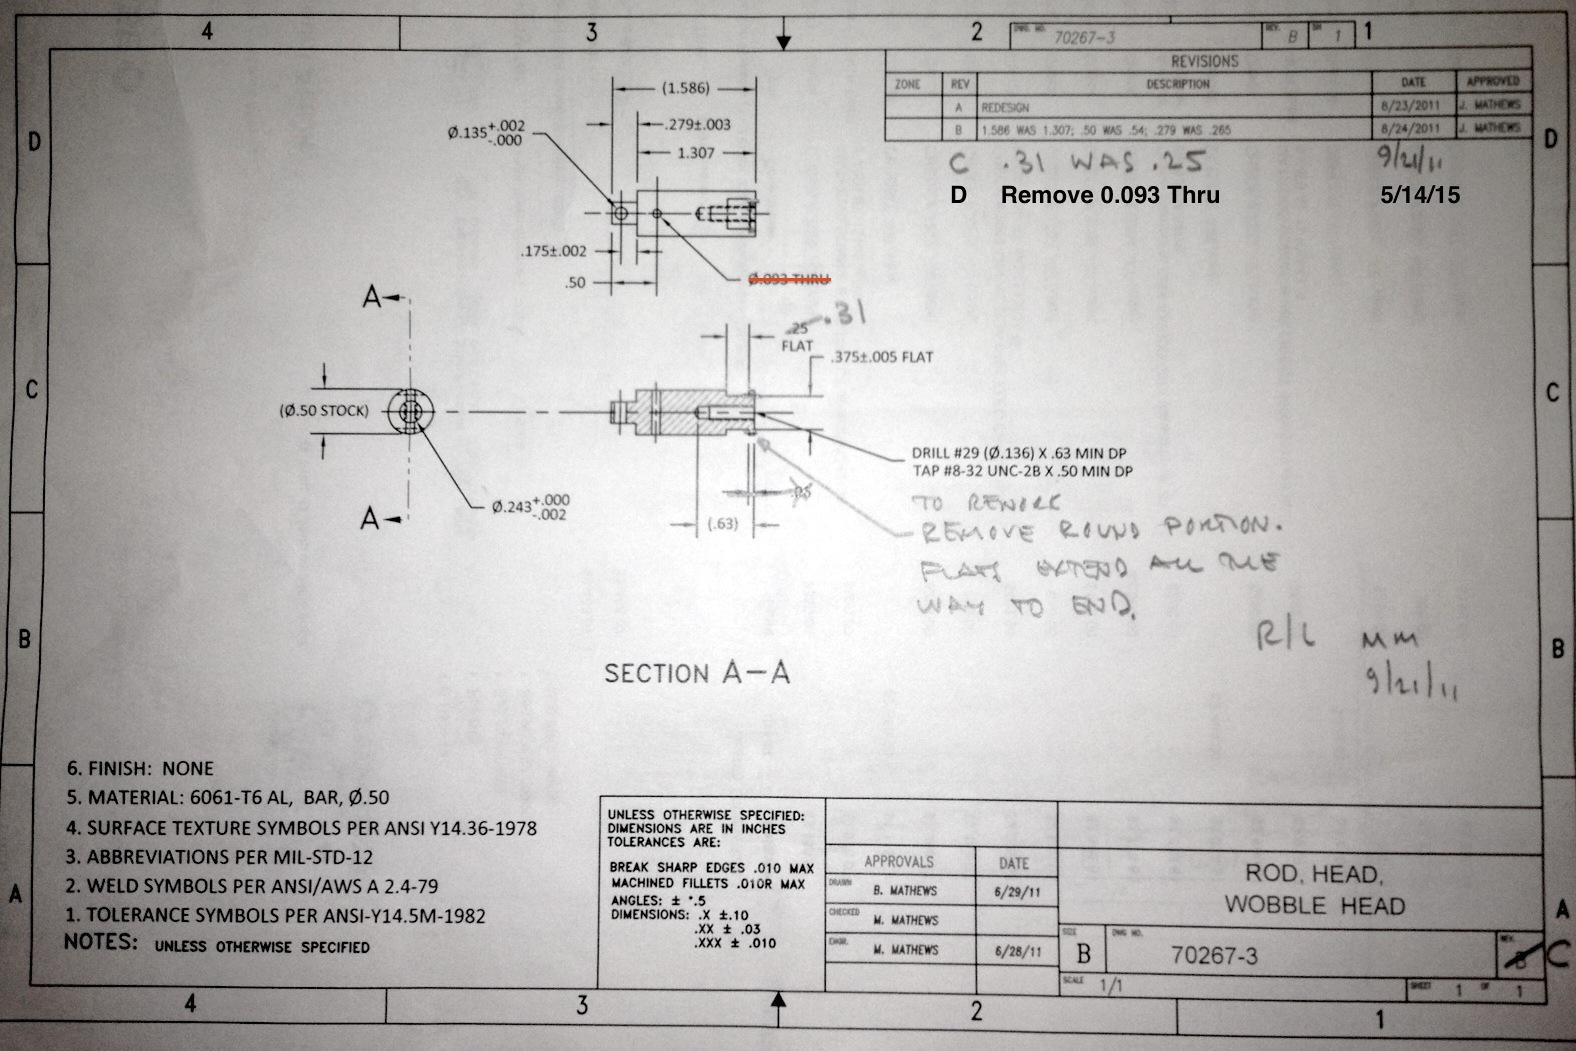 4
3
2
1
DWG. NO.
70267-3
REV.
B
SH
1
REVISIONS
ZONE REV DESCRIPTION DATE APPROVED
A REDESIGN 8/23/2011 J. MATHEWS
B 1.586 WAS 1.307; .50 WAS .54; .279 WAS .265 8/24/2011 J. MATHEWS
C .31 WAS .25 9/21/11
D Remove 0.093 Thru 5/14/15
D
D
(1.586)
Ø.135+.002
-.000
.279±.003
1.307
.175±.002
.50
Ø.093 THRU
A
.25 .31
FLAT
.375±.005 FLAT
C
C
(Ø.50 STOCK)
DRILL #29 (Ø.136) X .63 MIN DP
TAP #8-32 UNC-2B X .50 MIN DP
Ø.243+.000
-.002
A
.05
(.63)
TO REWORK
REMOVE ROUND PORTION.
FLATS EXTEND ALL THE
WAY TO END.
R/L MM
9/21/11
B
B
SECTION A-A
6. FINISH: NONE
5. MATERIAL: 6061-T6 AL, BAR, Ø.50
4. SURFACE TEXTURE SYMBOLS PER ANSI Y14.36-1978
3. ABBREVIATIONS PER MIL-STD-12
2. WELD SYMBOLS PER ANSI/AWS A 2.4-79
1. TOLERANCE SYMBOLS PER ANSI-Y14.5M-1982
NOTES: UNLESS OTHERWISE SPECIFIED
A
A
UNLESS OTHERWISE SPECIFIED:
DIMENSIONS ARE IN INCHES
TOLERANCES ARE:
BREAK SHARP EDGES .010 MAX
MACHINED FILLETS .010R MAX
ANGLES: ± °.5
DIMENSIONS: .X ±.10
.XX ± .03
.XXX ± .010
APPROVALS DATE
DRAWN
B. MATHEWS 6/29/11
CHECKED
M. MATHEWS
ENGR.
M. MATHEWS 6/28/11
ROD, HEAD,
WOBBLE HEAD
SIZE
B
DWG NO.
70267-3
REV.
B C
SCALE 1/1
SHEET 1 OF 1
4
3
2
1